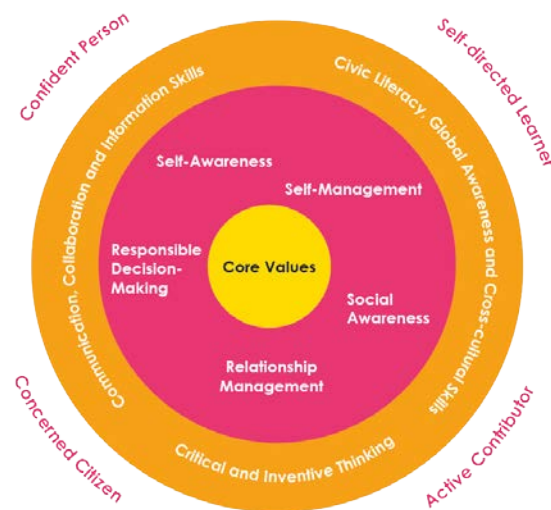 Confident Person
Self-directed Learner
Communication, Collaboration and Information Skills
Civic Literacy, Global Awareness and Cross-cultural Skills
Self-Awareness
Self-Management
Responsible
Decision-
Making
Core Values
Social
Awareness
Relationship
Management
Critical and Inventive Thinking
Concerned Citizen
Active Contributor